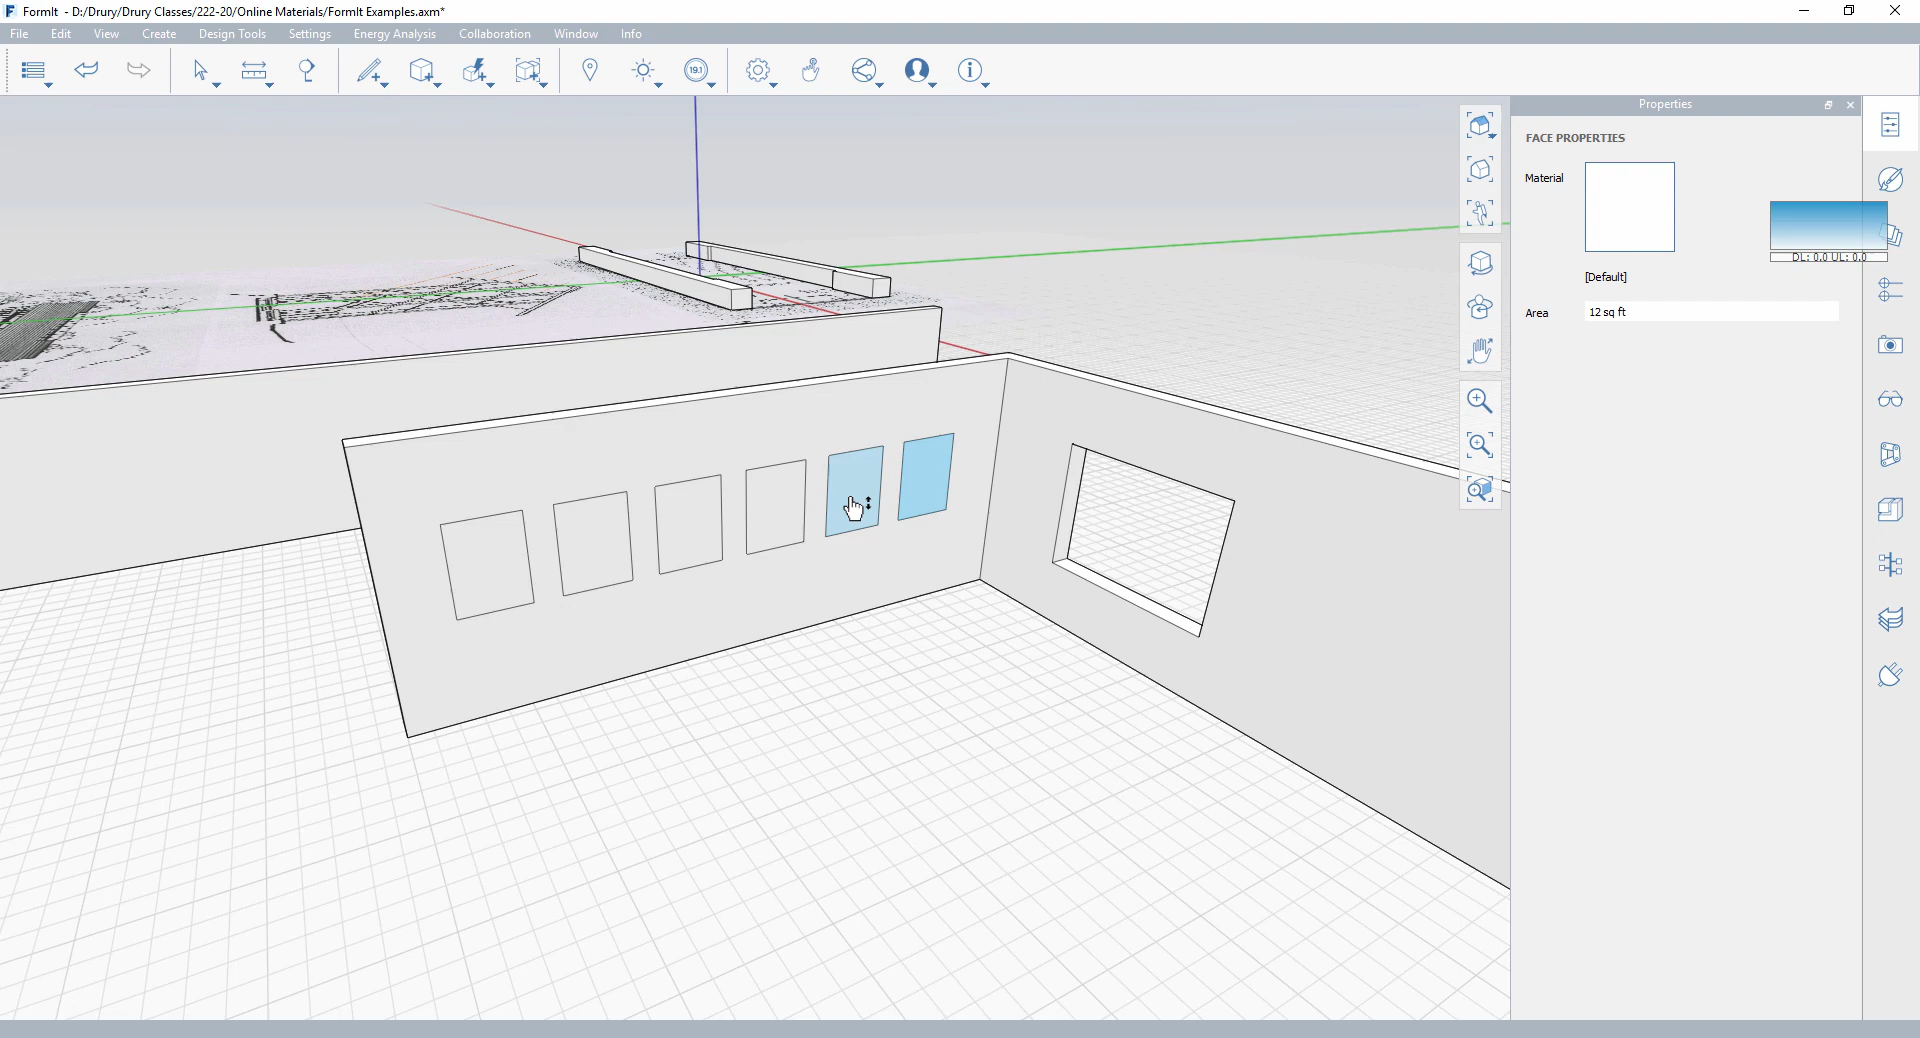 FormIt - D:/Drury/Drury Classes/222-20/Online Materials/FormIt Examples.axm*
File Edit View Create Design Tools Settings Energy Analysis Collaboration Window Info
19.1
Properties
FACE PROPERTIES
Material
DL: 0.0 UL: 0.0
[Default]
Area 12 sq ft